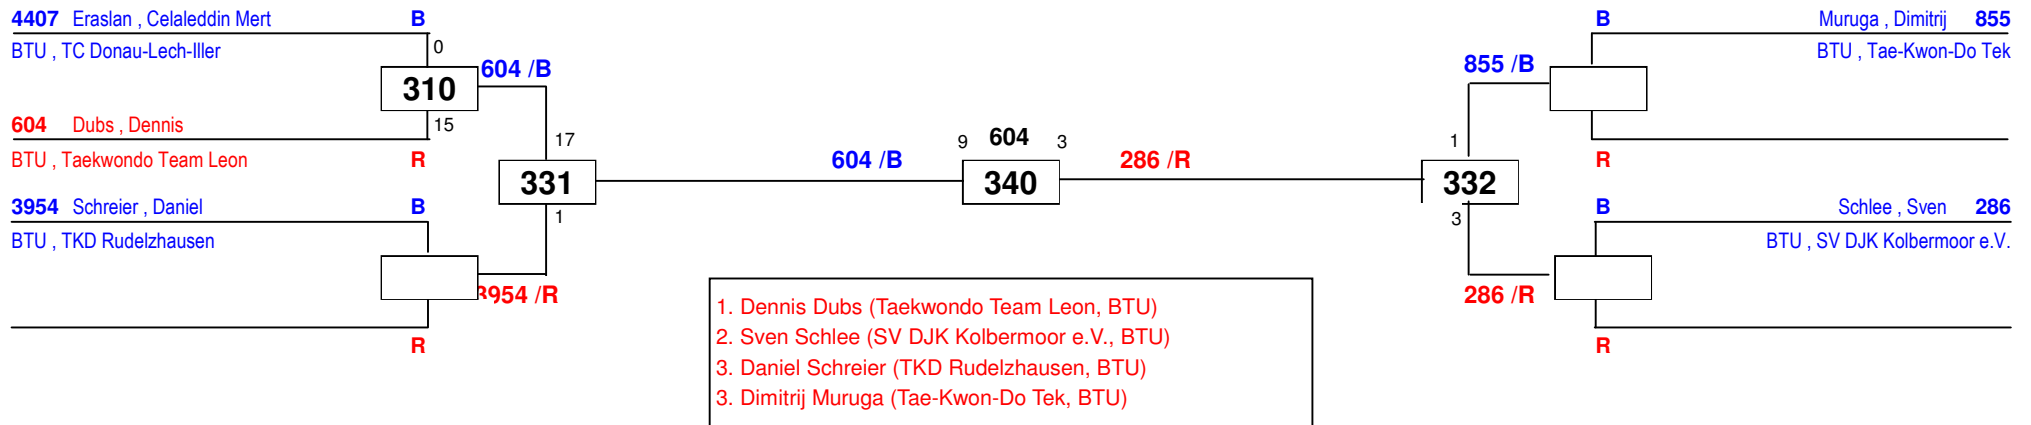 4407 Eraslan , Celaleddin Mert B
BTU , TC Donau-Lech-Iller
0
310
604 /B
15
604 Dubs , Dennis
BTU , Taekwondo Team Leon R
17
331
1
3954 Schreier , Daniel B
BTU , TKD Rudelzhausen
3954 /R
R
604 /B
9 604 3
340
286 /R
B Muruga , Dimitrij 855
BTU , Tae-Kwon-Do Tek
855 /B
R
1
332
3
B Schlee , Sven 286
BTU , SV DJK Kolbermoor e.V.
286 /R
R
1. Dennis Dubs (Taekwondo Team Leon, BTU)
2. Sven Schlee (SV DJK Kolbermoor e.V., BTU)
3. Daniel Schreier (TKD Rudelzhausen, BTU)
3. Dimitrij Muruga (Tae-Kwon-Do Tek, BTU)